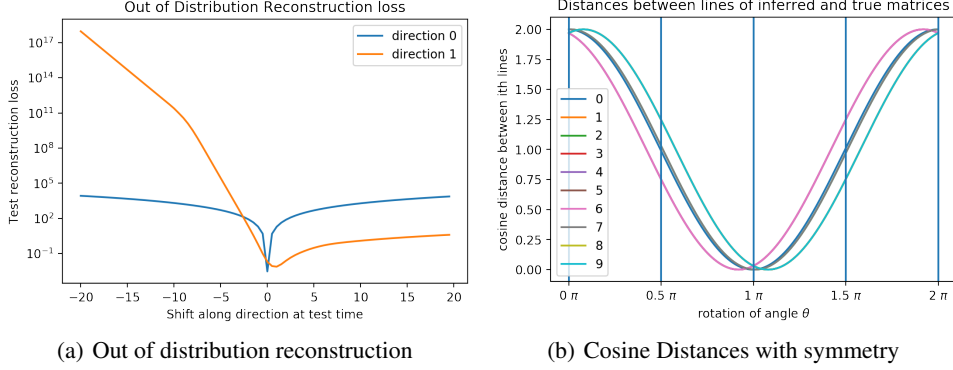 Out of Distribution Reconstruction loss
10^17
10^14
10^11
10^8
10^5
10^2
10^-1
Test reconstruction loss
direction 0
direction 1
−20
−15
−10
−5
0
5
10
15
20
Shift along direction at test time
(a) Out of distribution reconstruction
Distances between lines of inferred and true matrices
2.00
1.75
1.50
1.25
1.00
0.75
0.50
0.25
0.00
cosine distance between ith lines
0
1
2
3
4
5
6
7
8
9
0 π
0.5 π
1 π
1.5 π
2 π
rotation of angle θ
(b) Cosine Distances with symmetry